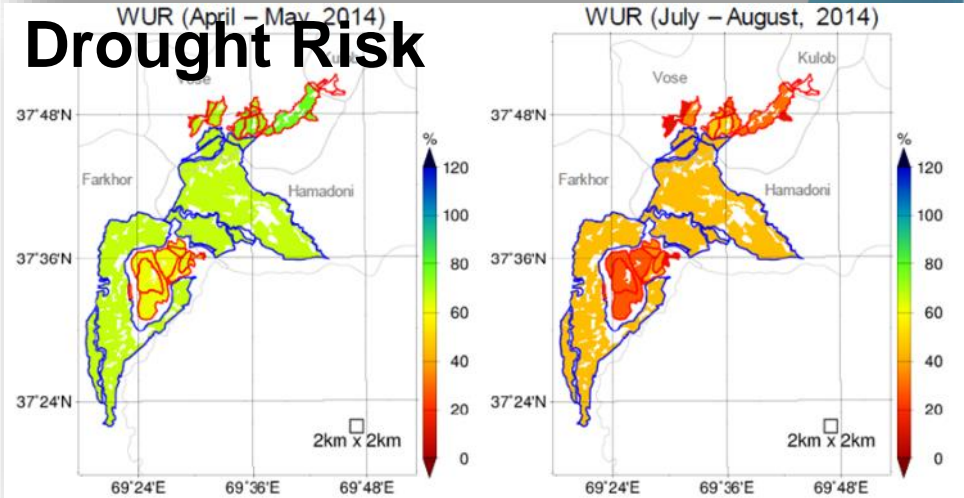 WUR (April – May, 2014)
Drought Risk
Kulob
Vose
37°48'N
Farkhor
Hamadoni
37°36'N
37°24'N
2km x 2km
69°24'E 69°36'E 69°48'E
%
120
100
80
60
40
20
0
WUR (July – August, 2014)
Kulob
Vose
37°48'N
Farkhor
Hamadoni
37°36'N
37°24'N
2km x 2km
69°24'E 69°36'E 69°48'E
%
120
100
80
60
40
20
0